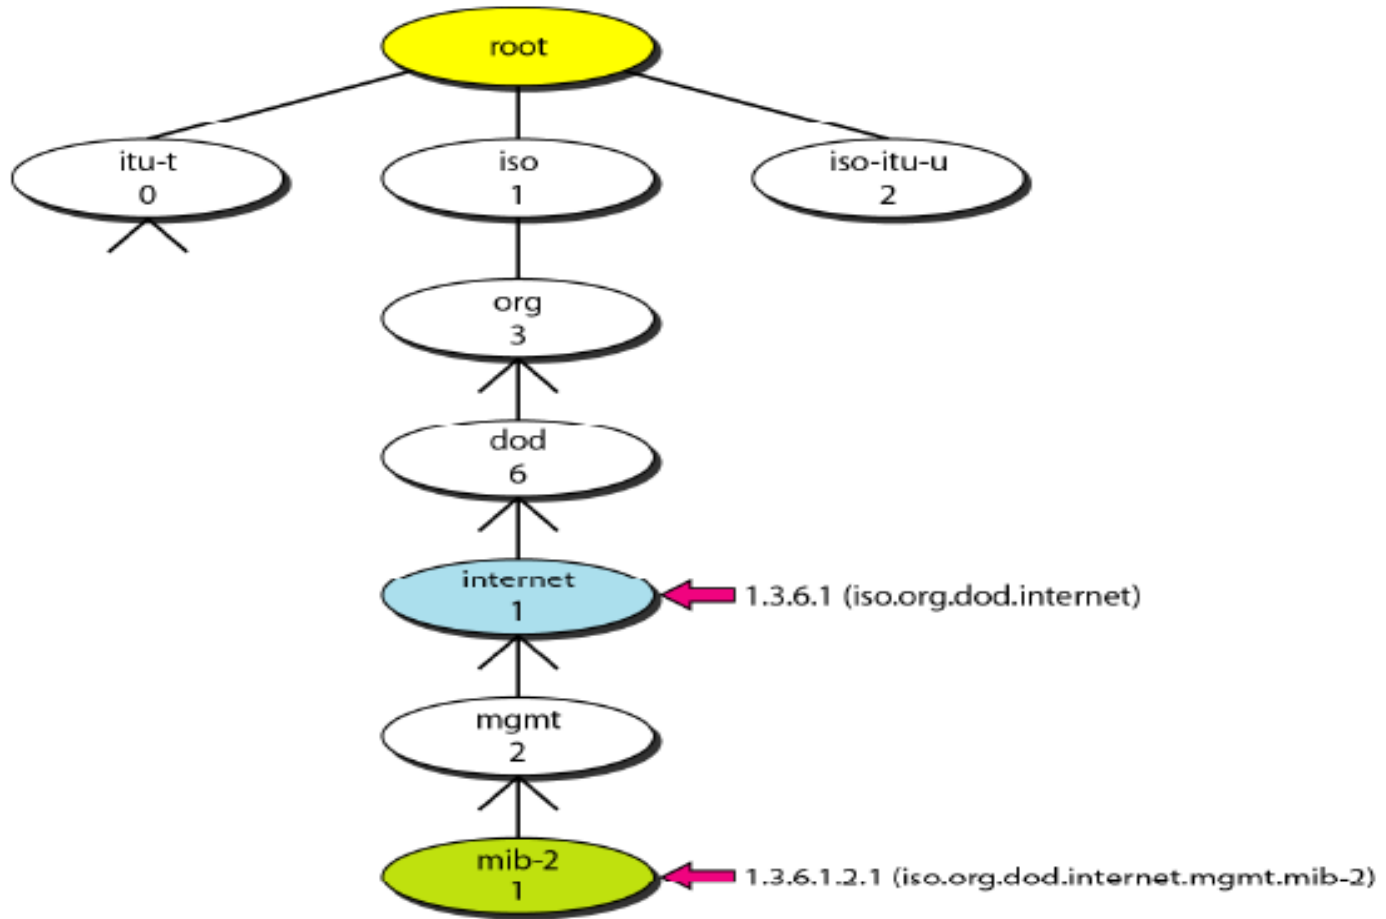 root
itu-t
0
iso
1
iso-itu-u
2
org
3
dod
6
internet
1
1.3.6.1 (iso.org.dod.internet)
mgmt
2
mib-2
1
1.3.6.1.2.1 (iso.org.dod.internet.mgmt.mib-2)